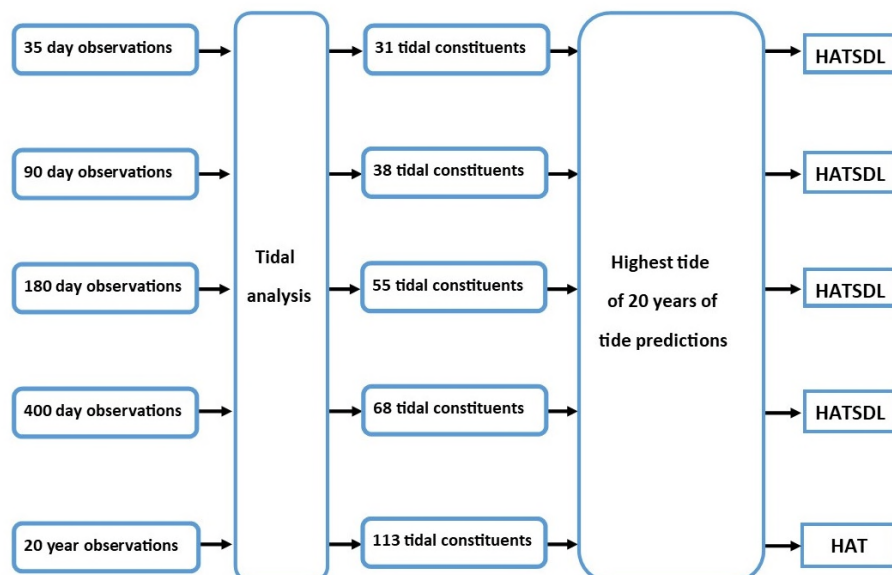 35 day observations
31 tidal constituents
HATSDL
90 day observations
38 tidal constituents
HATSDL
Tidal
analysis
Highest tide
of 20 years of
tide predictions
180 day observations
55 tidal constituents
HATSDL
400 day observations
68 tidal constituents
HATSDL
20 year observations
113 tidal constituents
HAT